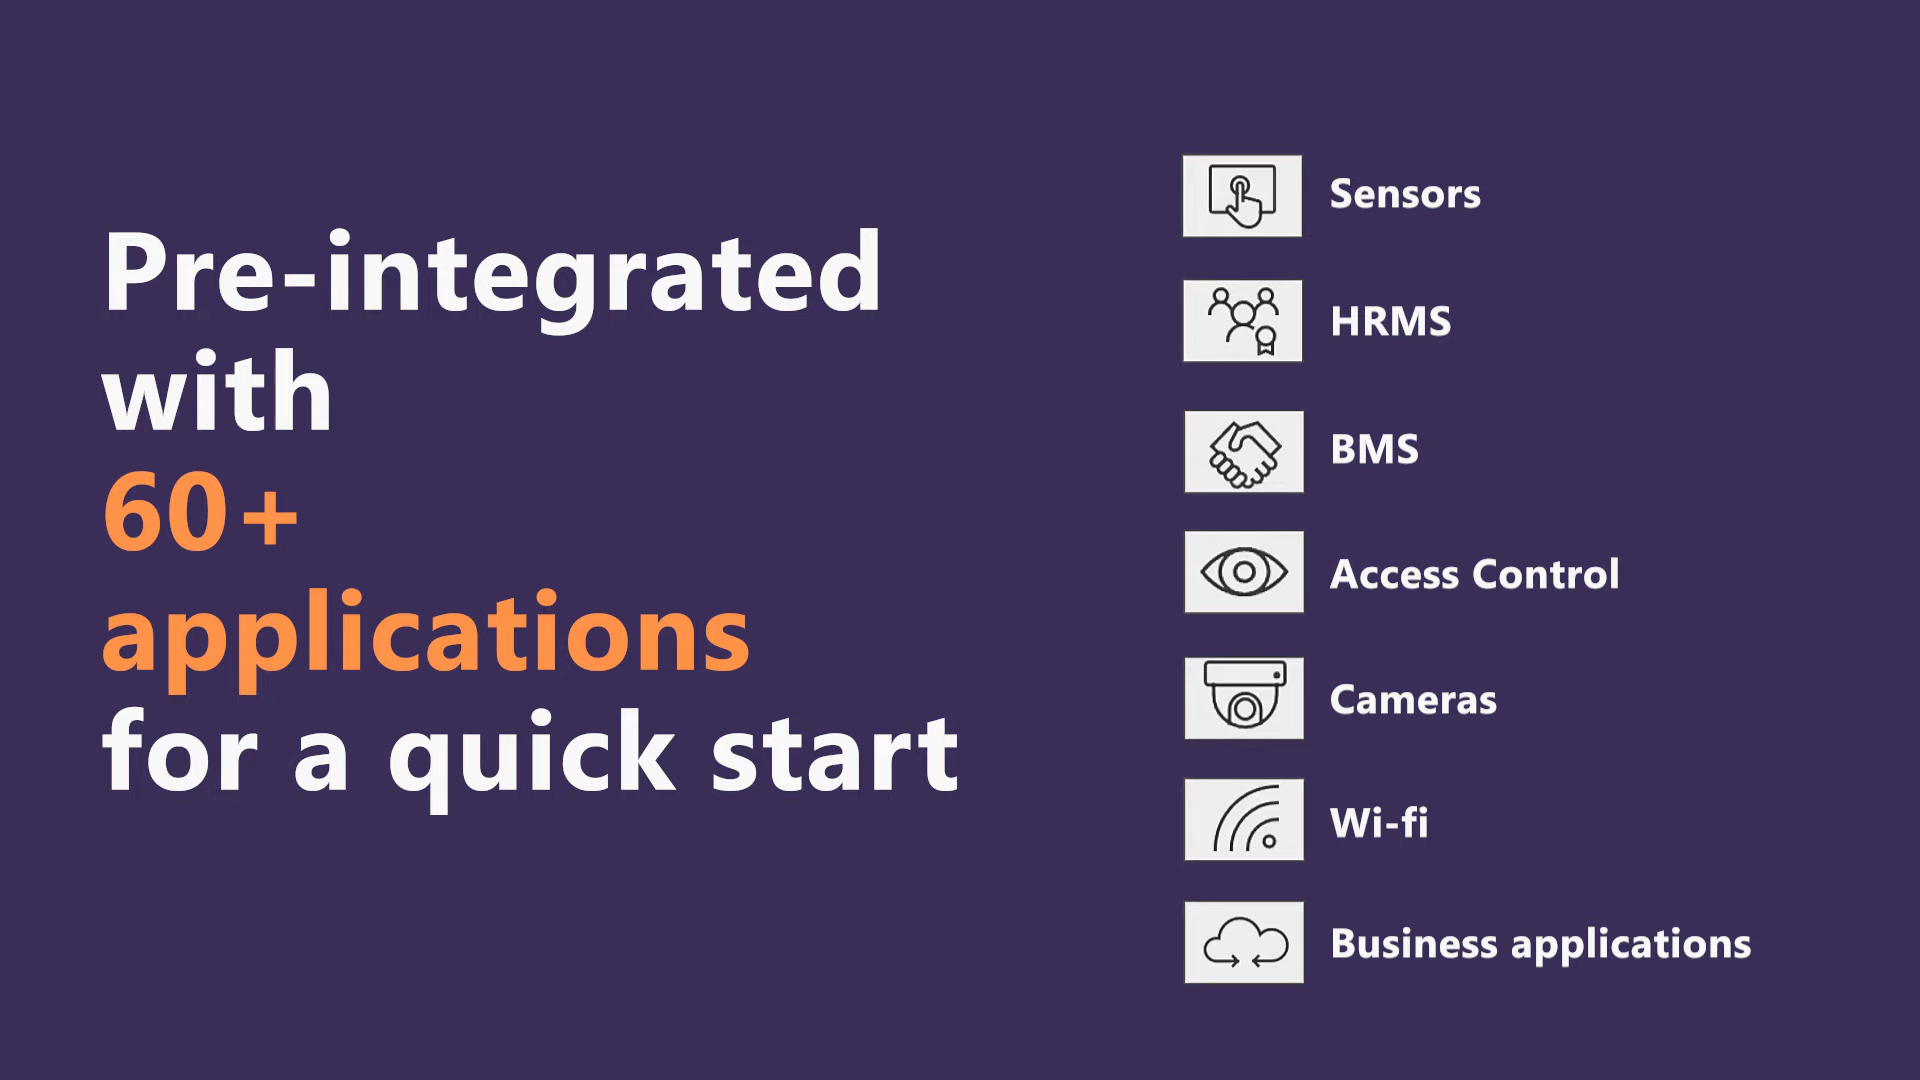 Pre-integrated
with
60+
applications
for a quick start
Sensors
HRMS
BMS
Access Control
Cameras
Wi-fi
Business applications